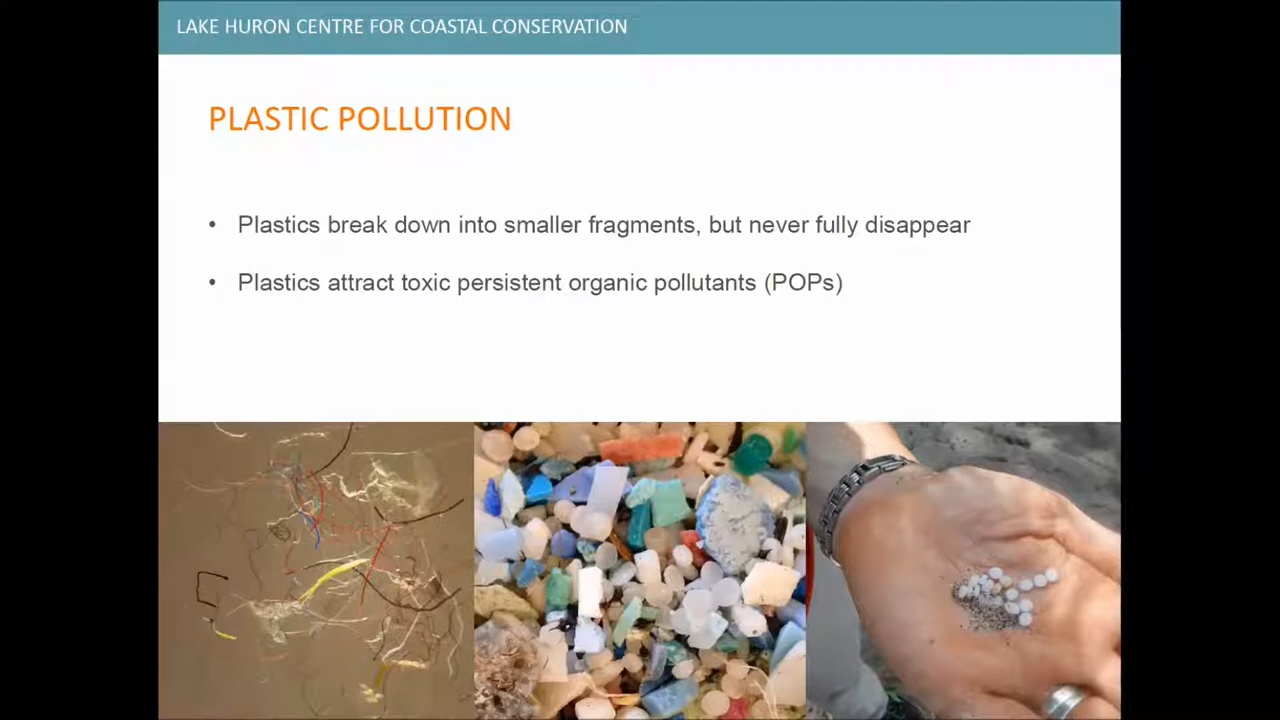 LAKE HURON CENTRE FOR COASTAL CONSERVATION
PLASTIC POLLUTION
• Plastics break down into smaller fragments, but never fully disappear
• Plastics attract toxic persistent organic pollutants (POPs)